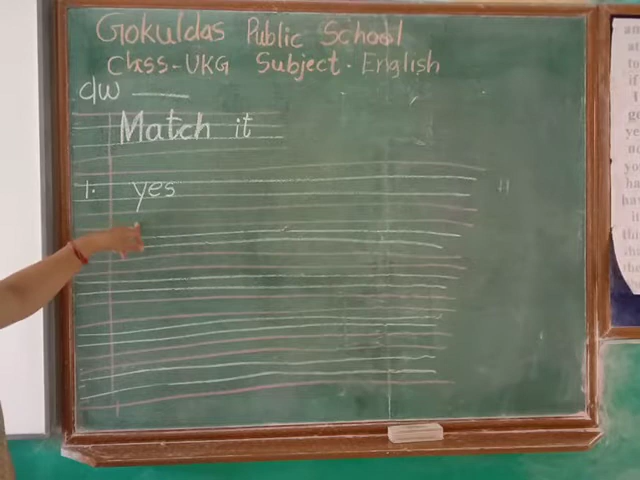 Gokuldas Public School
Class-UKG Subject. English
C/W
Match it
1. yes